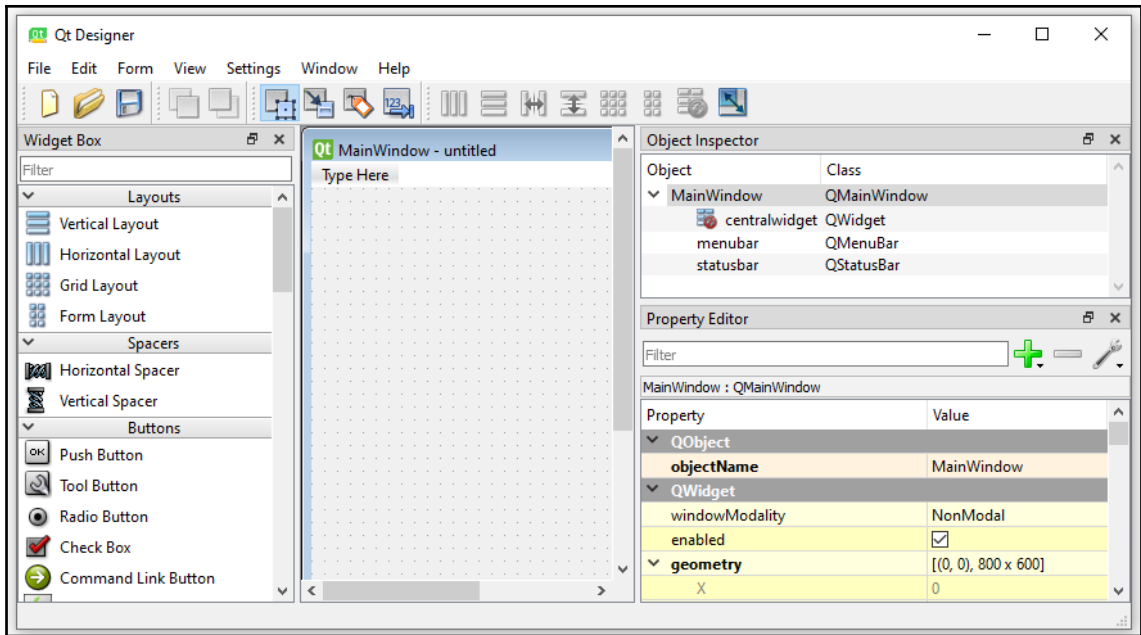 Qt Designer
File Edit Form View Settings Window Help
Widget Box
Filter
Layouts
Vertical Layout
Horizontal Layout
Grid Layout
Form Layout
Spacers
Horizontal Spacer
Vertical Spacer
Buttons
OK Push Button
Tool Button
Radio Button
Check Box
Command Link Button
Qt MainWindow - untitled
Type Here
Object Inspector
Object Class
MainWindow QMainWindow
centralwidget QWidget
menubar QMenuBar
statusbar QStatusBar
Property Editor
Filter
MainWindow : QMainWindow
Property Value
QObject
objectName MainWindow
QWidget
windowModality NonModal
enabled
geometry [(0, 0), 800 x 600]
X 0